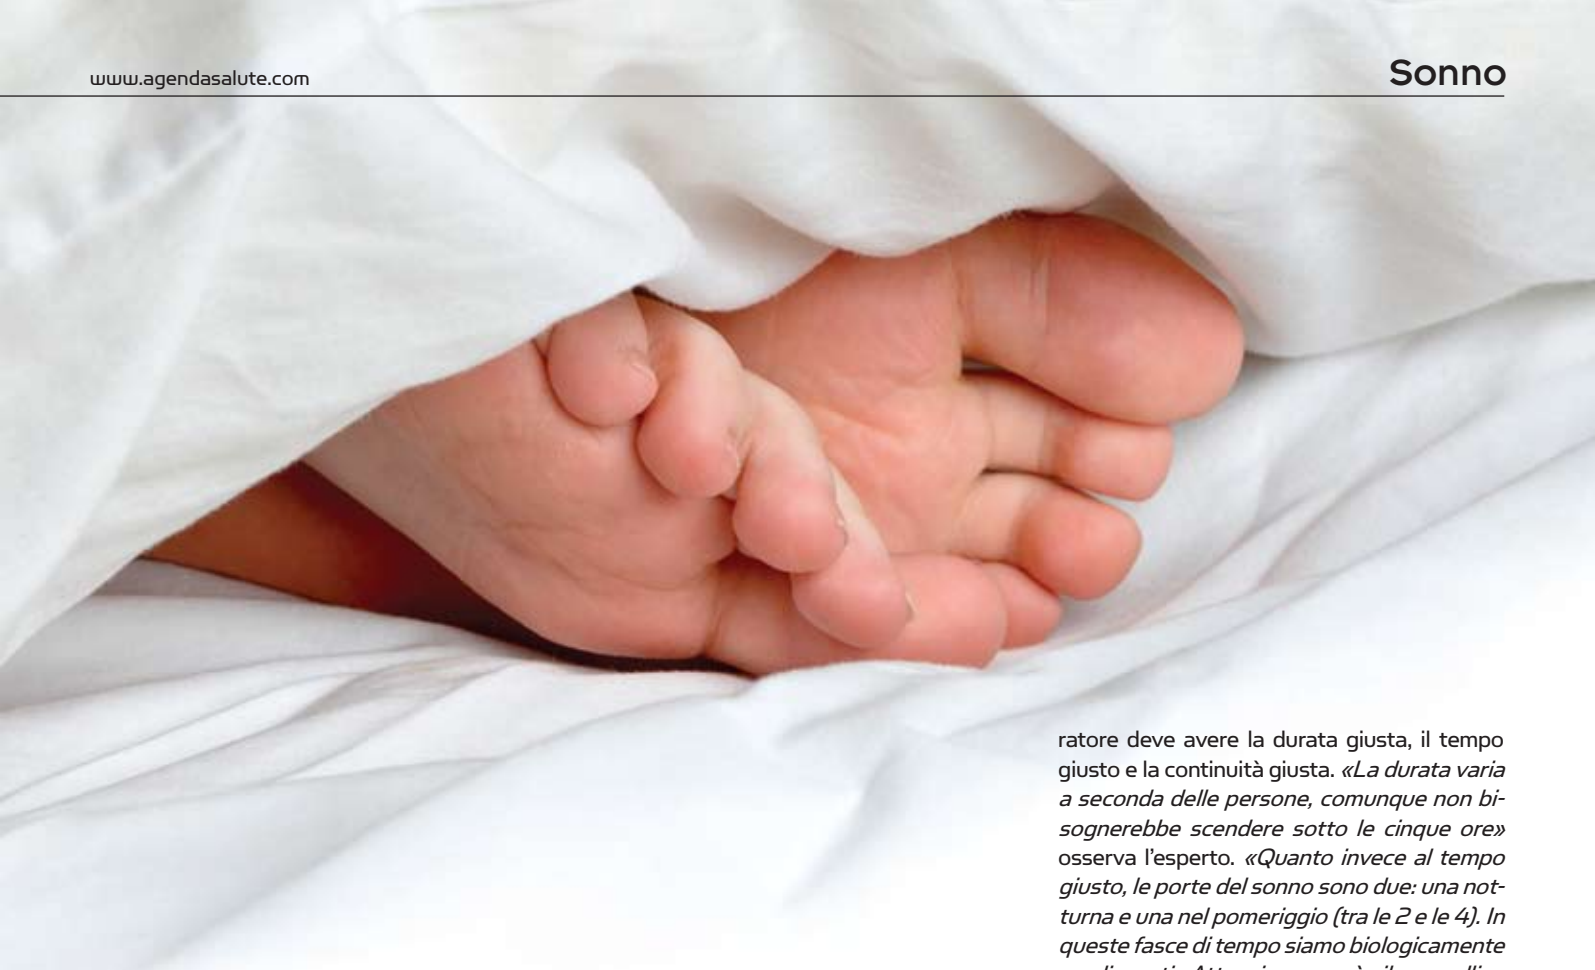 www.agendasalute.com
Sonno
ratore deve avere la durata giusta, il tempo
giusto e la continuità giusta. «La durata varia
a seconda delle persone, comunque non bi-
sognerebbe scendere sotto le cinque ore»
osserva l'esperto. «Quanto invece al tempo
giusto, le porte del sonno sono due: una not-
turna e una nel pomeriggio (tra le 2 e le 4). In
queste fasce di tempo siamo biologicamente